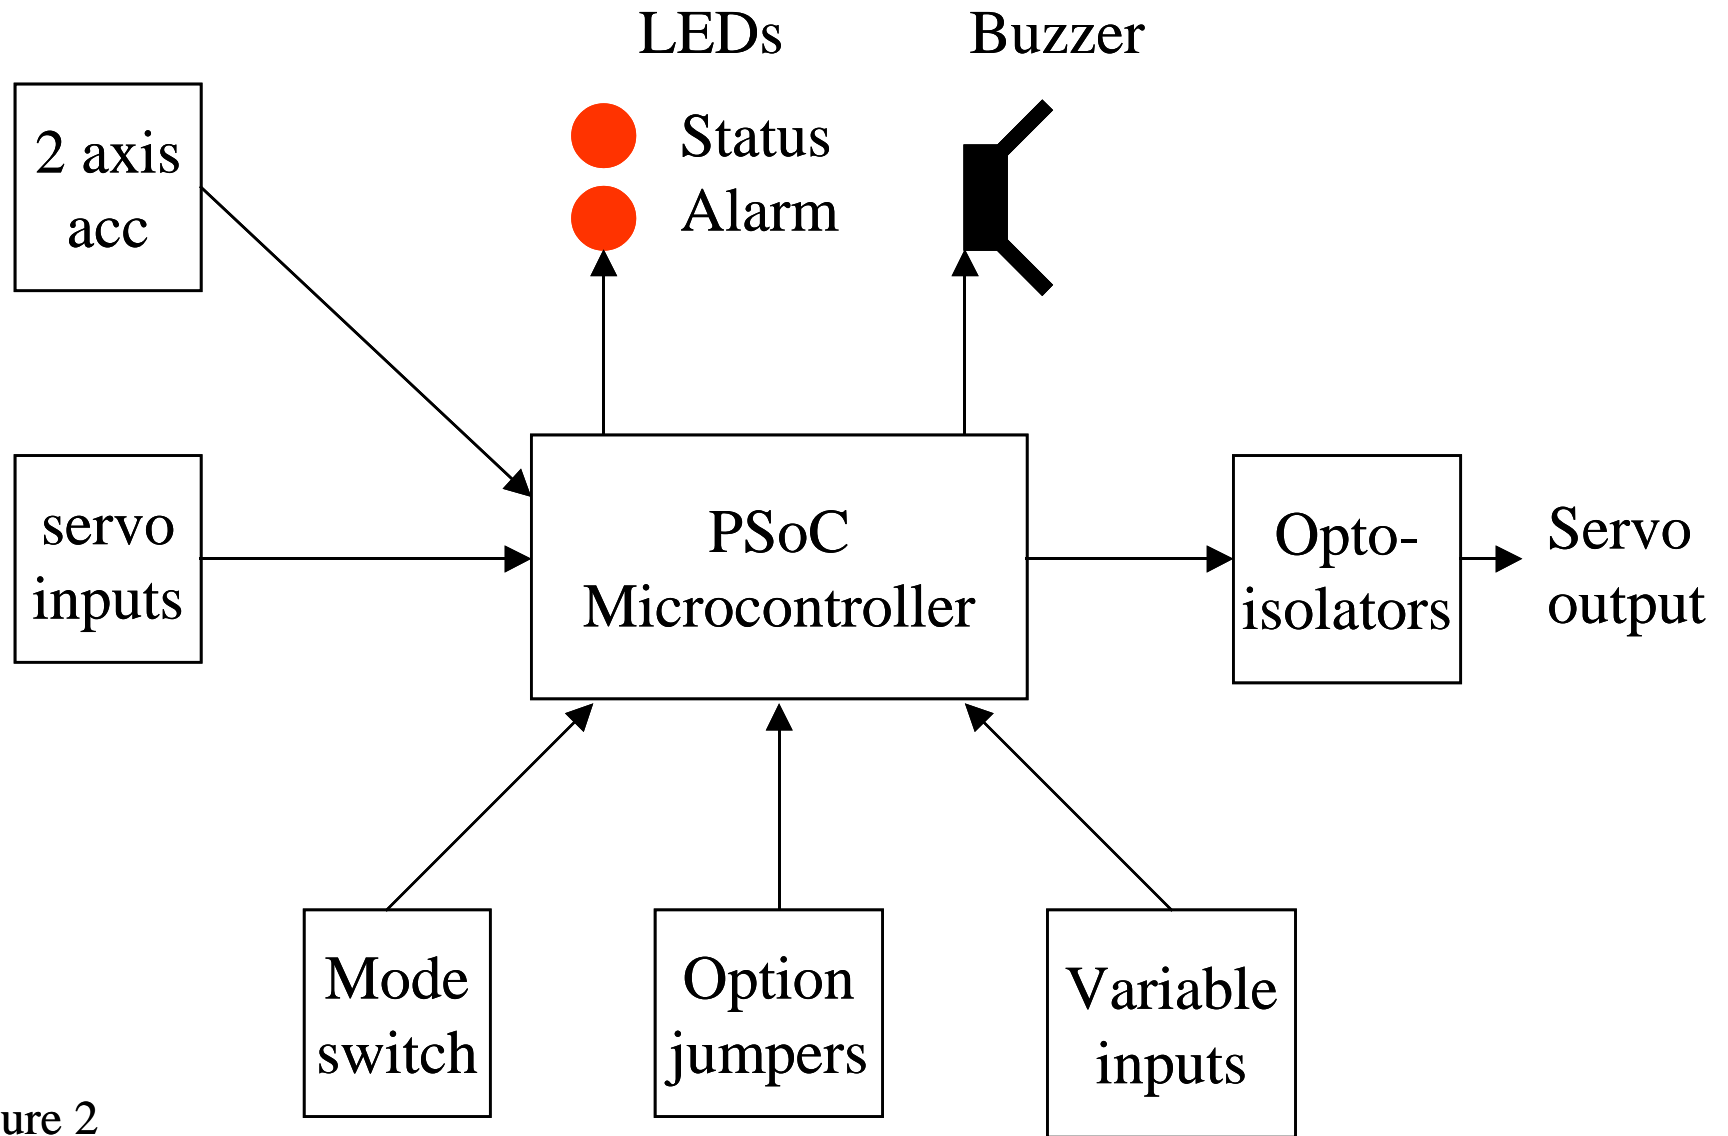 LEDs
Buzzer
2 axis
acc
Status
Alarm
servo
inputs
PSoC
Microcontroller
Opto-
isolators
Servo
output
Mode
switch
Option
jumpers
Variable
inputs
ure 2